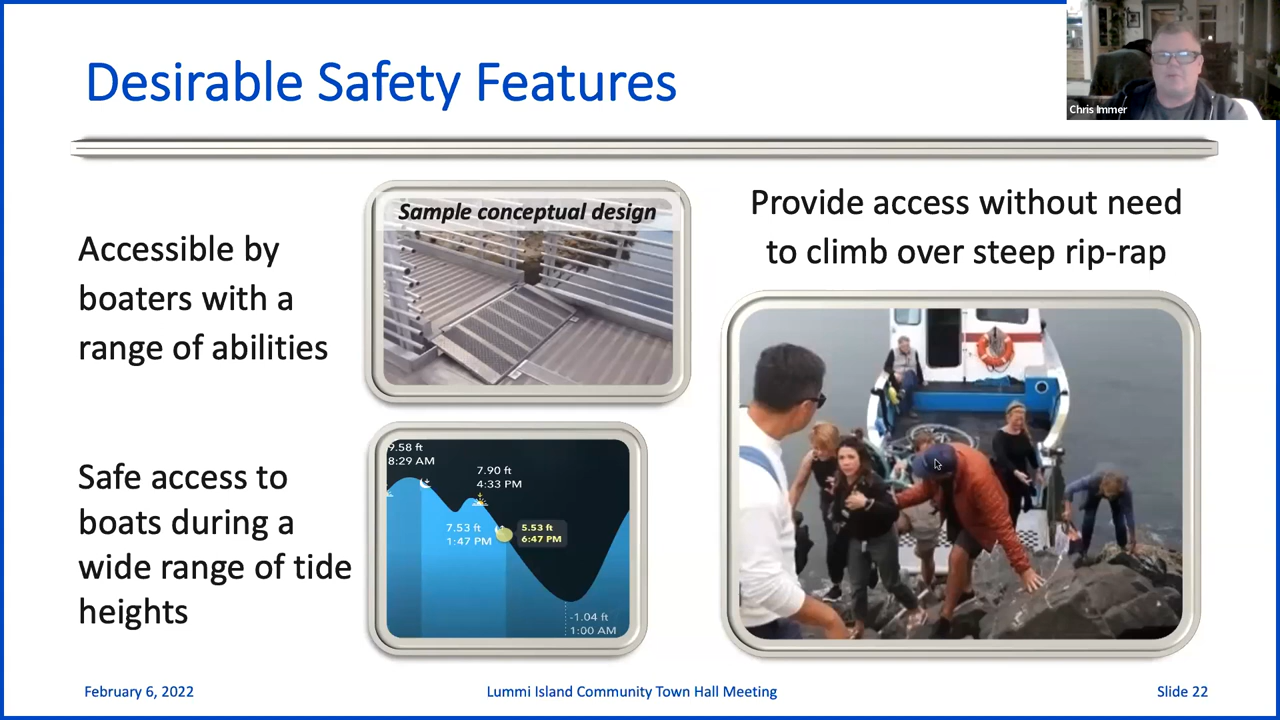 Desirable Safety Features
Chris Immer
Accessible by
boaters with a
range of abilities
Sample conceptual design
Provide access without need
to climb over steep rip-rap
Safe access to
boats during a
wide range of tide
heights
9.58 ft
8:29 AM
7.90 ft
4:33 PM
7.53 ft
1:47 PM
5.53 ft
6:47 PM
-1.04 ft
1:00 AM
February 6, 2022
Lummi Island Community Town Hall Meeting
Slide 22